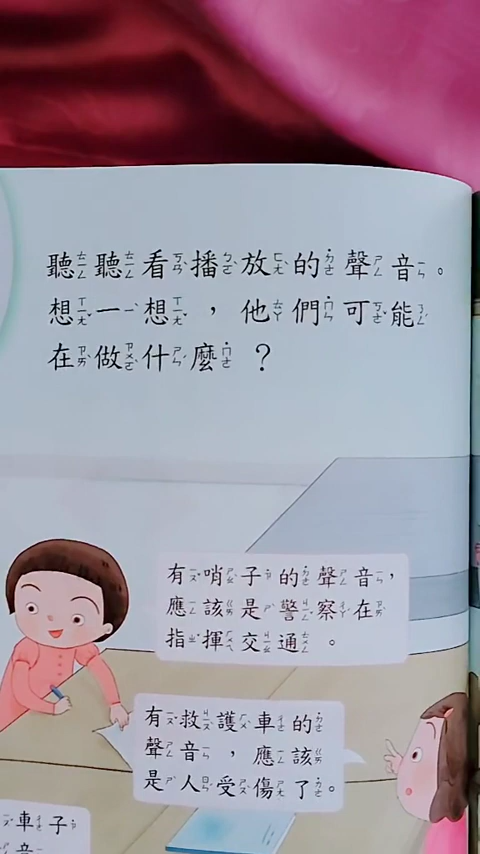 聽聽看播放的聲音。
想一想，他們可能
在做什麼？
有哨子的聲音，
應該是警察在
指揮交通。
有救護車的
聲音，應該
是人受傷了。
車子
音